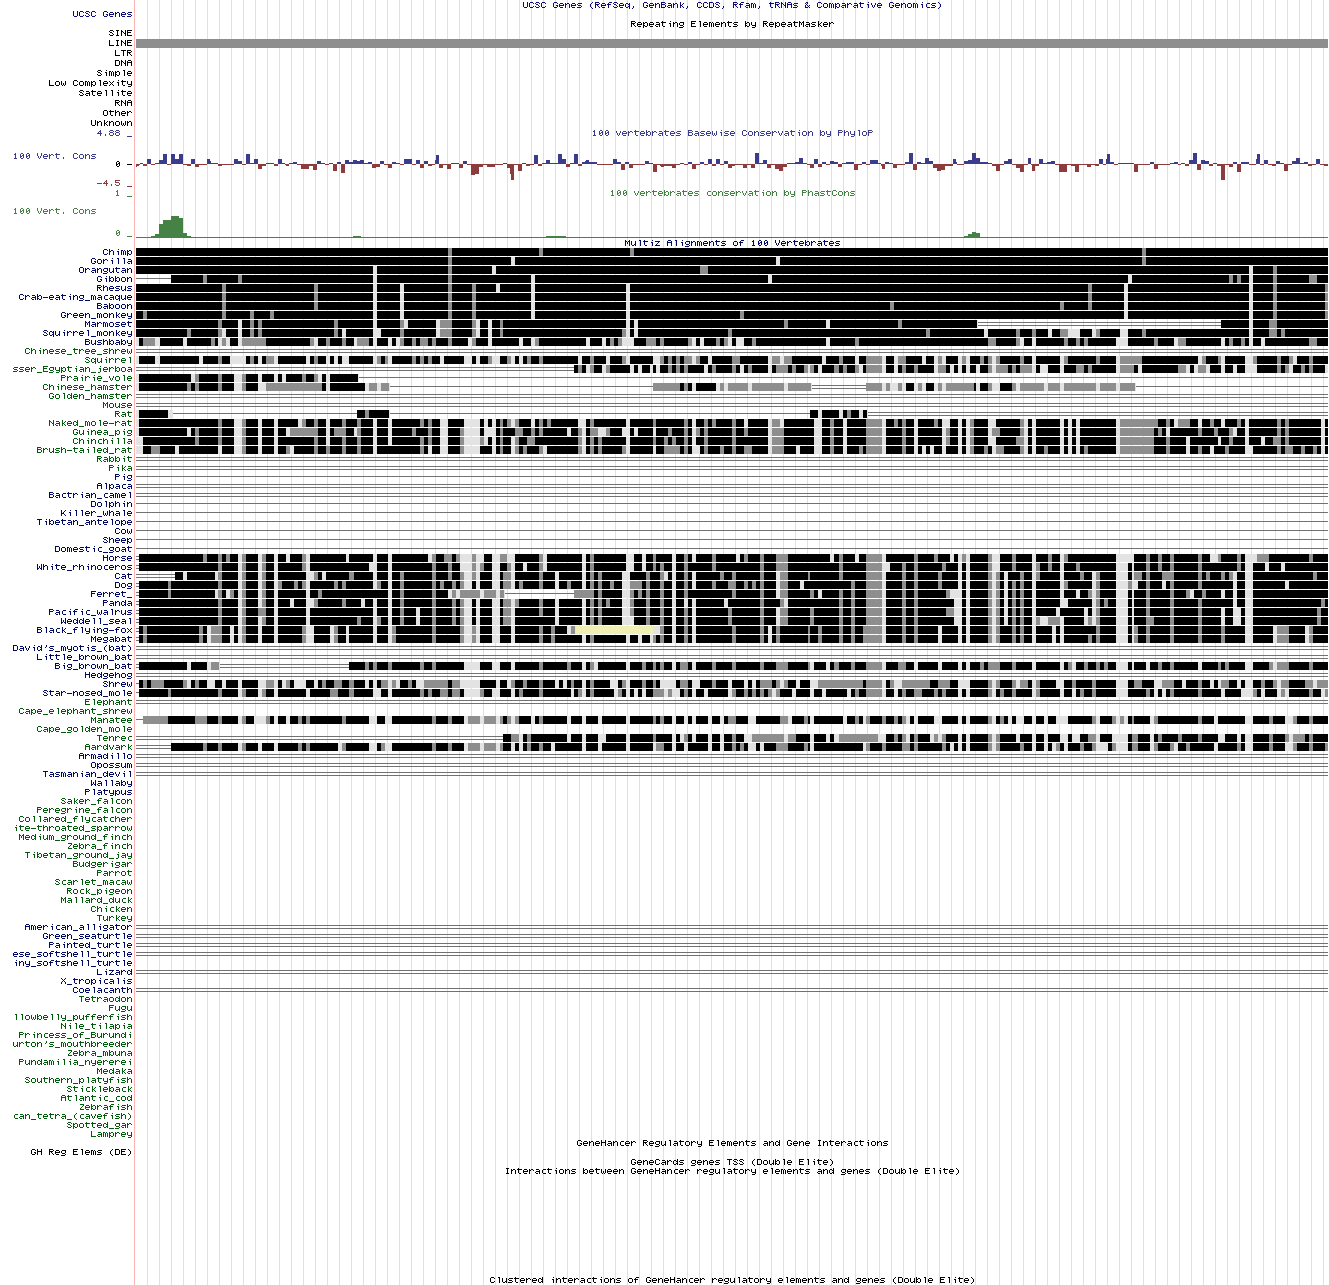 UCSC Genes (RefSeq, GenBank, CCDS, Rfam, tRNAs & Comparative Genomics)
UCSC Genes
Repeating Elements by RepeatMasker
SINE
LINE
LTR
DNA
Simple
Low Complexity
Satellite
RNA
Other
Unknown
4.88 _
100 vertebrates Basewise Conservation by PhyloP
100 Vert. Cons
0 _
-4.5 _
1 _
100 vertebrates conservation by PhastCons
100 Vert. Cons
0 _
Multiz Alignments of 100 Vertebrates
Chimp
Gorilla
Orangutan
Gibbon
Rhesus
Crab-eating_macaque
Baboon
Green_monkey
Marmoset
Squirrel_monkey
Bushbaby
Chinese_tree_shrew
Squirrel
sser_Egyptian_jerboa
Prairie_vole
Chinese_hamster
Golden_hamster
Mouse
Rat
Naked_mole-rat
Guinea_pig
Chinchilla
Brush-tailed_rat
Rabbit
Pika
Pig
Alpaca
Bactrian_camel
Dolphin
Killer_whale
Tibetan_antelope
Cow
Sheep
Domestic_goat
Horse
White_rhinoceros
Cat
Dog
Ferret_
Panda
Pacific_walrus
Weddell_seal
Black_flying-fox
Megabat
David's_myotis_(bat)
Little_brown_bat
Big_brown_bat
Hedgehog
Shrew
Star-nosed_mole
Elephant
Cape_elephant_shrew
Manatee
Cape_golden_mole
Tenrec
Aardvark
Armadillo
Opossum
Tasmanian_devil
Wallaby
Platypus
Saker_falcon
Peregrine_falcon
Collared_flycatcher
ite-throated_sparrow
Medium_ground_finch
Zebra_finch
Tibetan_ground_jay
Budgerigar
Parrot
Scarlet_macaw
Rock_pigeon
Mallard_duck
Chicken
Turkey
American_alligator
Green_seaturtle
Painted_turtle
ese_softshell_turtle
iny_softshell_turtle
Lizard
X_tropicalis
Coelacanth
Tetraodon
Fugu
llowbelly_pufferfish
Nile_tilapia
Princess_of_Burundi
urton's_mouthbreeder
Zebra_mbuna
Pundamilia_nyererei
Medaka
Southern_platyfish
Stickleback
Atlantic_cod
Zebrafish
can_tetra_(cavefish)
Spotted_gar
Lamprey
GeneHancer Regulatory Elements and Gene Interactions
GH Reg Elems (DE)
GeneCards genes TSS (Double Elite)
Interactions between GeneHancer regulatory elements and genes (Double Elite)
Clustered interactions of GeneHancer regulatory elements and genes (Double Elite)